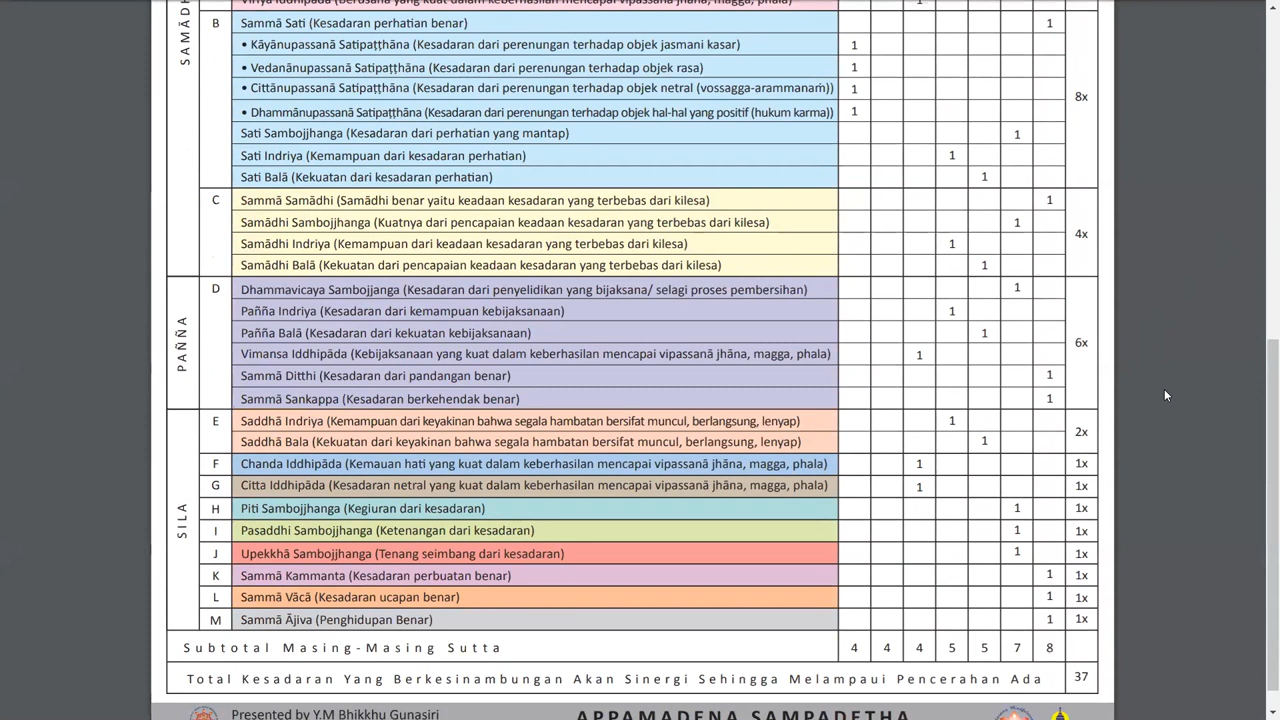 SAMĀDHI
Viriya Iddhipāda (Berusaha yang kuat dalam keberhasilan mencapai vipassanā jhāna, magga, phala) 1
B Sammā Sati (Kesadaran perhatian benar) 1
• Kāyānupassanā Satipaṭṭhāna (Kesadaran dari perenungan terhadap objek jasmani kasar) 1
• Vedanānupassanā Satipaṭṭhāna (Kesadaran dari perenungan terhadap objek rasa) 1
• Cittānupassanā Satipaṭṭhāna (Kesadaran dari perenungan terhadap objek netral (vossagga-arammanaṁ)) 1
8x
• Dhammānupassanā Satipaṭṭhāna (Kesadaran dari perenungan terhadap objek hal-hal yang positif (hukum karma)) 1
Sati Sambojjhanga (Kesadaran dari perhatian yang mantap) 1
Sati Indriya (Kemampuan dari kesadaran perhatian) 1
Sati Balā (Kekuatan dari kesadaran perhatian) 1
C Sammā Samādhi (Samādhi benar yaitu keadaan kesadaran yang terbebas dari kilesa) 1
Samādhi Sambojjhanga (Kuatnya dari pencapaian keadaan kesadaran yang terbebas dari kilesa) 1
4x
Samādhi Indriya (Kemampuan dari keadaan kesadaran yang terbebas dari kilesa) 1
Samādhi Balā (Kekuatan dari pencapaian keadaan kesadaran yang terbebas dari kilesa) 1
PAÑÑA
D Dhammavicaya Sambojjanga (Kesadaran dari penyelidikan yang bijaksana/ selagi proses pembersihan) 1
Pañña Indriya (Kesadaran dari kemampuan kebijaksanaan) 1
Pañña Balā (Kesadaran dari kekuatan kebijaksanaan) 1
6x
Vimansa Iddhipāda (Kebijaksanaan yang kuat dalam keberhasilan mencapai vipassanā jhāna, magga, phala) 1
Sammā Ditthi (Kesadaran dari pandangan benar) 1
Sammā Sankappa (Kesadaran berkehendak benar) 1
SILA
E Saddhā Indriya (Kemampuan dari keyakinan bahwa segala hambatan bersifat muncul, berlangsung, lenyap) 1
2x
Saddhā Bala (Kekuatan dari keyakinan bahwa segala hambatan bersifat muncul, berlangsung, lenyap) 1
F Chanda Iddhipāda (Kemauan hati yang kuat dalam keberhasilan mencapai vipassanā jhāna, magga, phala) 1 1x
G Citta Iddhipāda (Kesadaran netral yang kuat dalam keberhasilan mencapai vipassanā jhāna, magga, phala) 1 1x
H Piti Sambojjhanga (Kegiuran dari kesadaran) 1 1x
I Pasaddhi Sambojjhanga (Ketenangan dari kesadaran) 1 1x
J Upekkhā Sambojjhanga (Tenang seimbang dari kesadaran) 1 1x
K Sammā Kammanta (Kesadaran perbuatan benar) 1 1x
L Sammā Vācā (Kesadaran ucapan benar) 1 1x
M Sammā Ājiva (Penghidupan Benar) 1 1x
Subtotal Masing-Masing Sutta 4 4 4 5 5 7 8
Total Kesadaran Yang Berkesinambungan Akan Sinergi Sehingga Melampaui Pencerahan Ada 37
Presented by Y.M Bhikkhu Gunasiri APPAMADENA SAMPADETHA